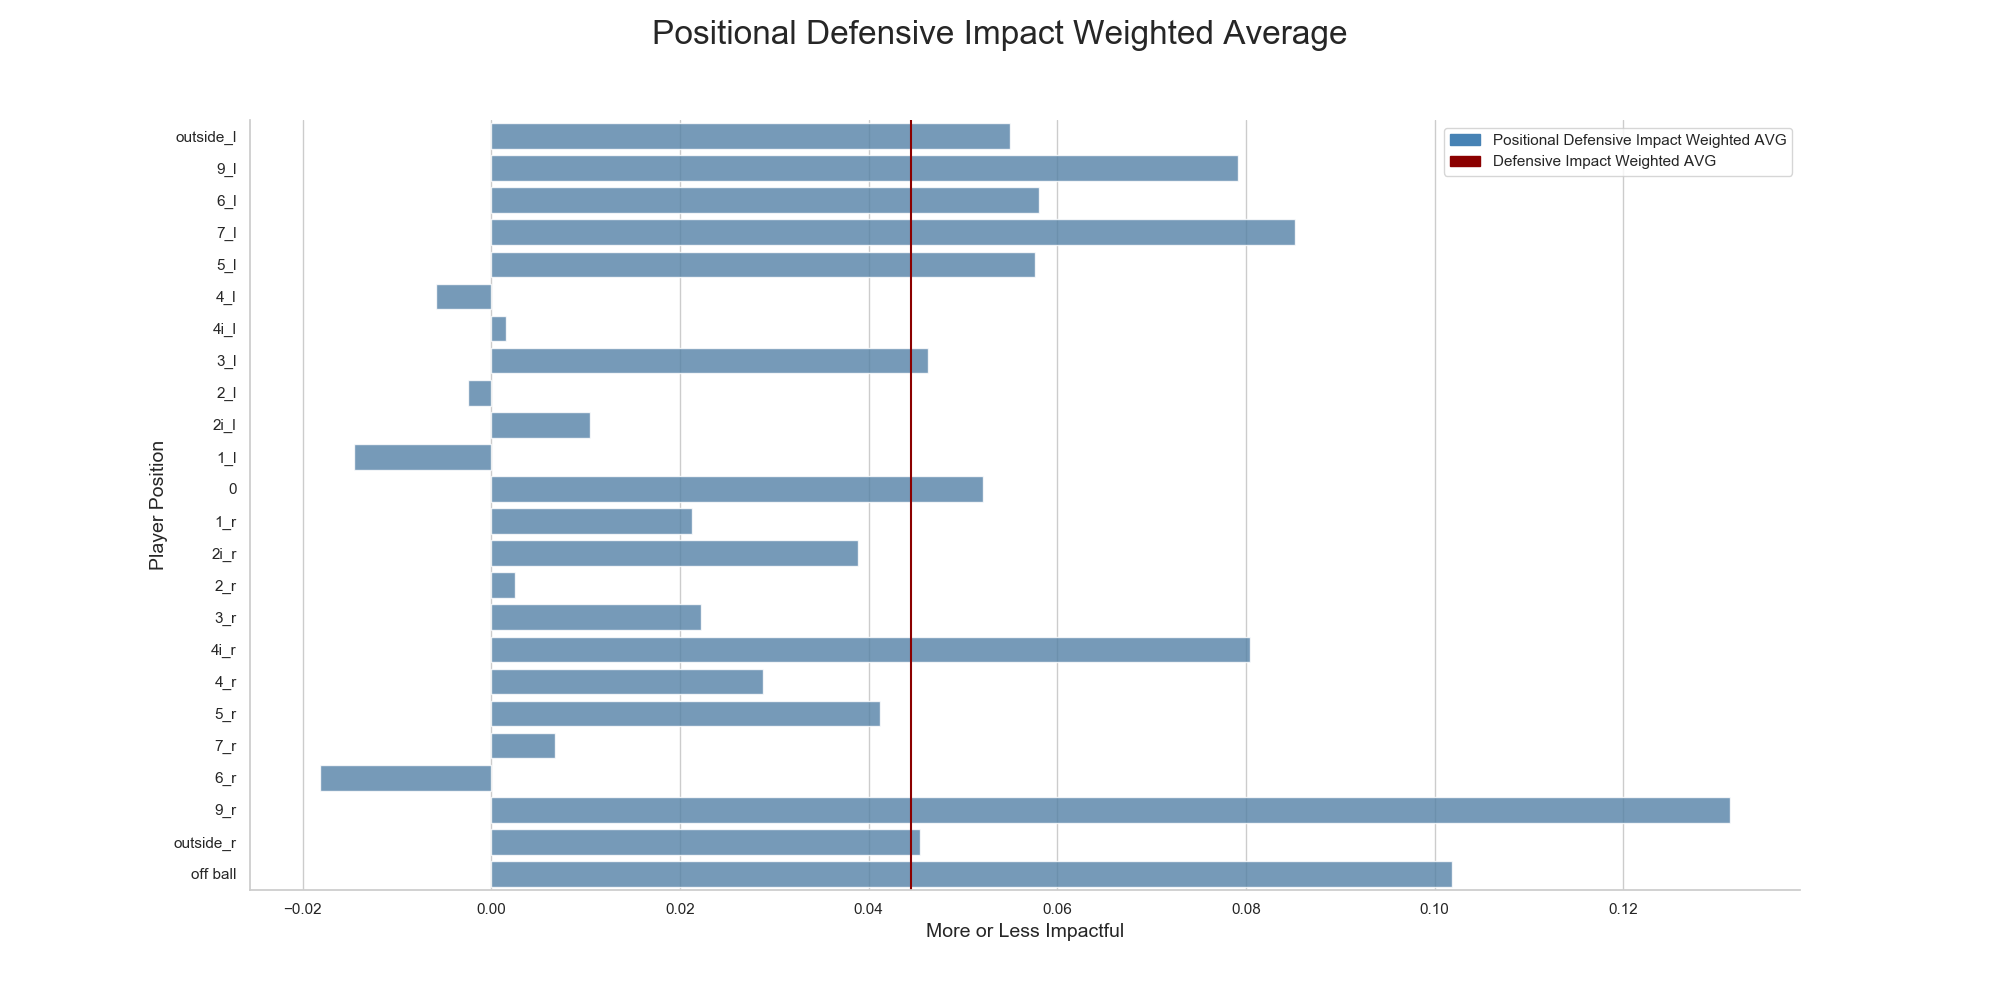 Positional Defensive Impact Weighted Average
Positional Defensive Impact Weighted AVG
Defensive Impact Weighted AVG
Player Position
outside_l
9_l
6_l
7_l
5_l
4_l
4i_l
3_l
2_l
2i_l
1_l
0
1_r
2i_r
2_r
3_r
4i_r
4_r
5_r
7_r
6_r
9_r
outside_r
off ball
−0.02 0.00 0.02 0.04 0.06 0.08 0.10 0.12
More or Less Impactful